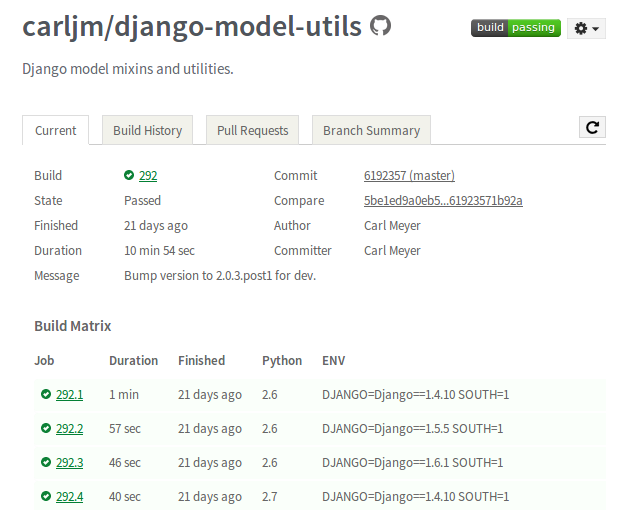 carljm/django-model-utils
build passing
Django model mixins and utilities.
Current Build History Pull Requests Branch Summary
Build 292 Commit 6192357 (master)
State Passed Compare 5be1ed9a0eb5...61923571b92a
Finished 21 days ago Author Carl Meyer
Duration 10 min 54 sec Committer Carl Meyer
Message Bump version to 2.0.3.post1 for dev.
Build Matrix
Job Duration Finished Python ENV
292.1 1 min 21 days ago 2.6 DJANGO=Django==1.4.10 SOUTH=1
292.2 57 sec 21 days ago 2.6 DJANGO=Django==1.5.5 SOUTH=1
292.3 46 sec 21 days ago 2.6 DJANGO=Django==1.6.1 SOUTH=1
292.4 40 sec 21 days ago 2.7 DJANGO=Django==1.4.10 SOUTH=1